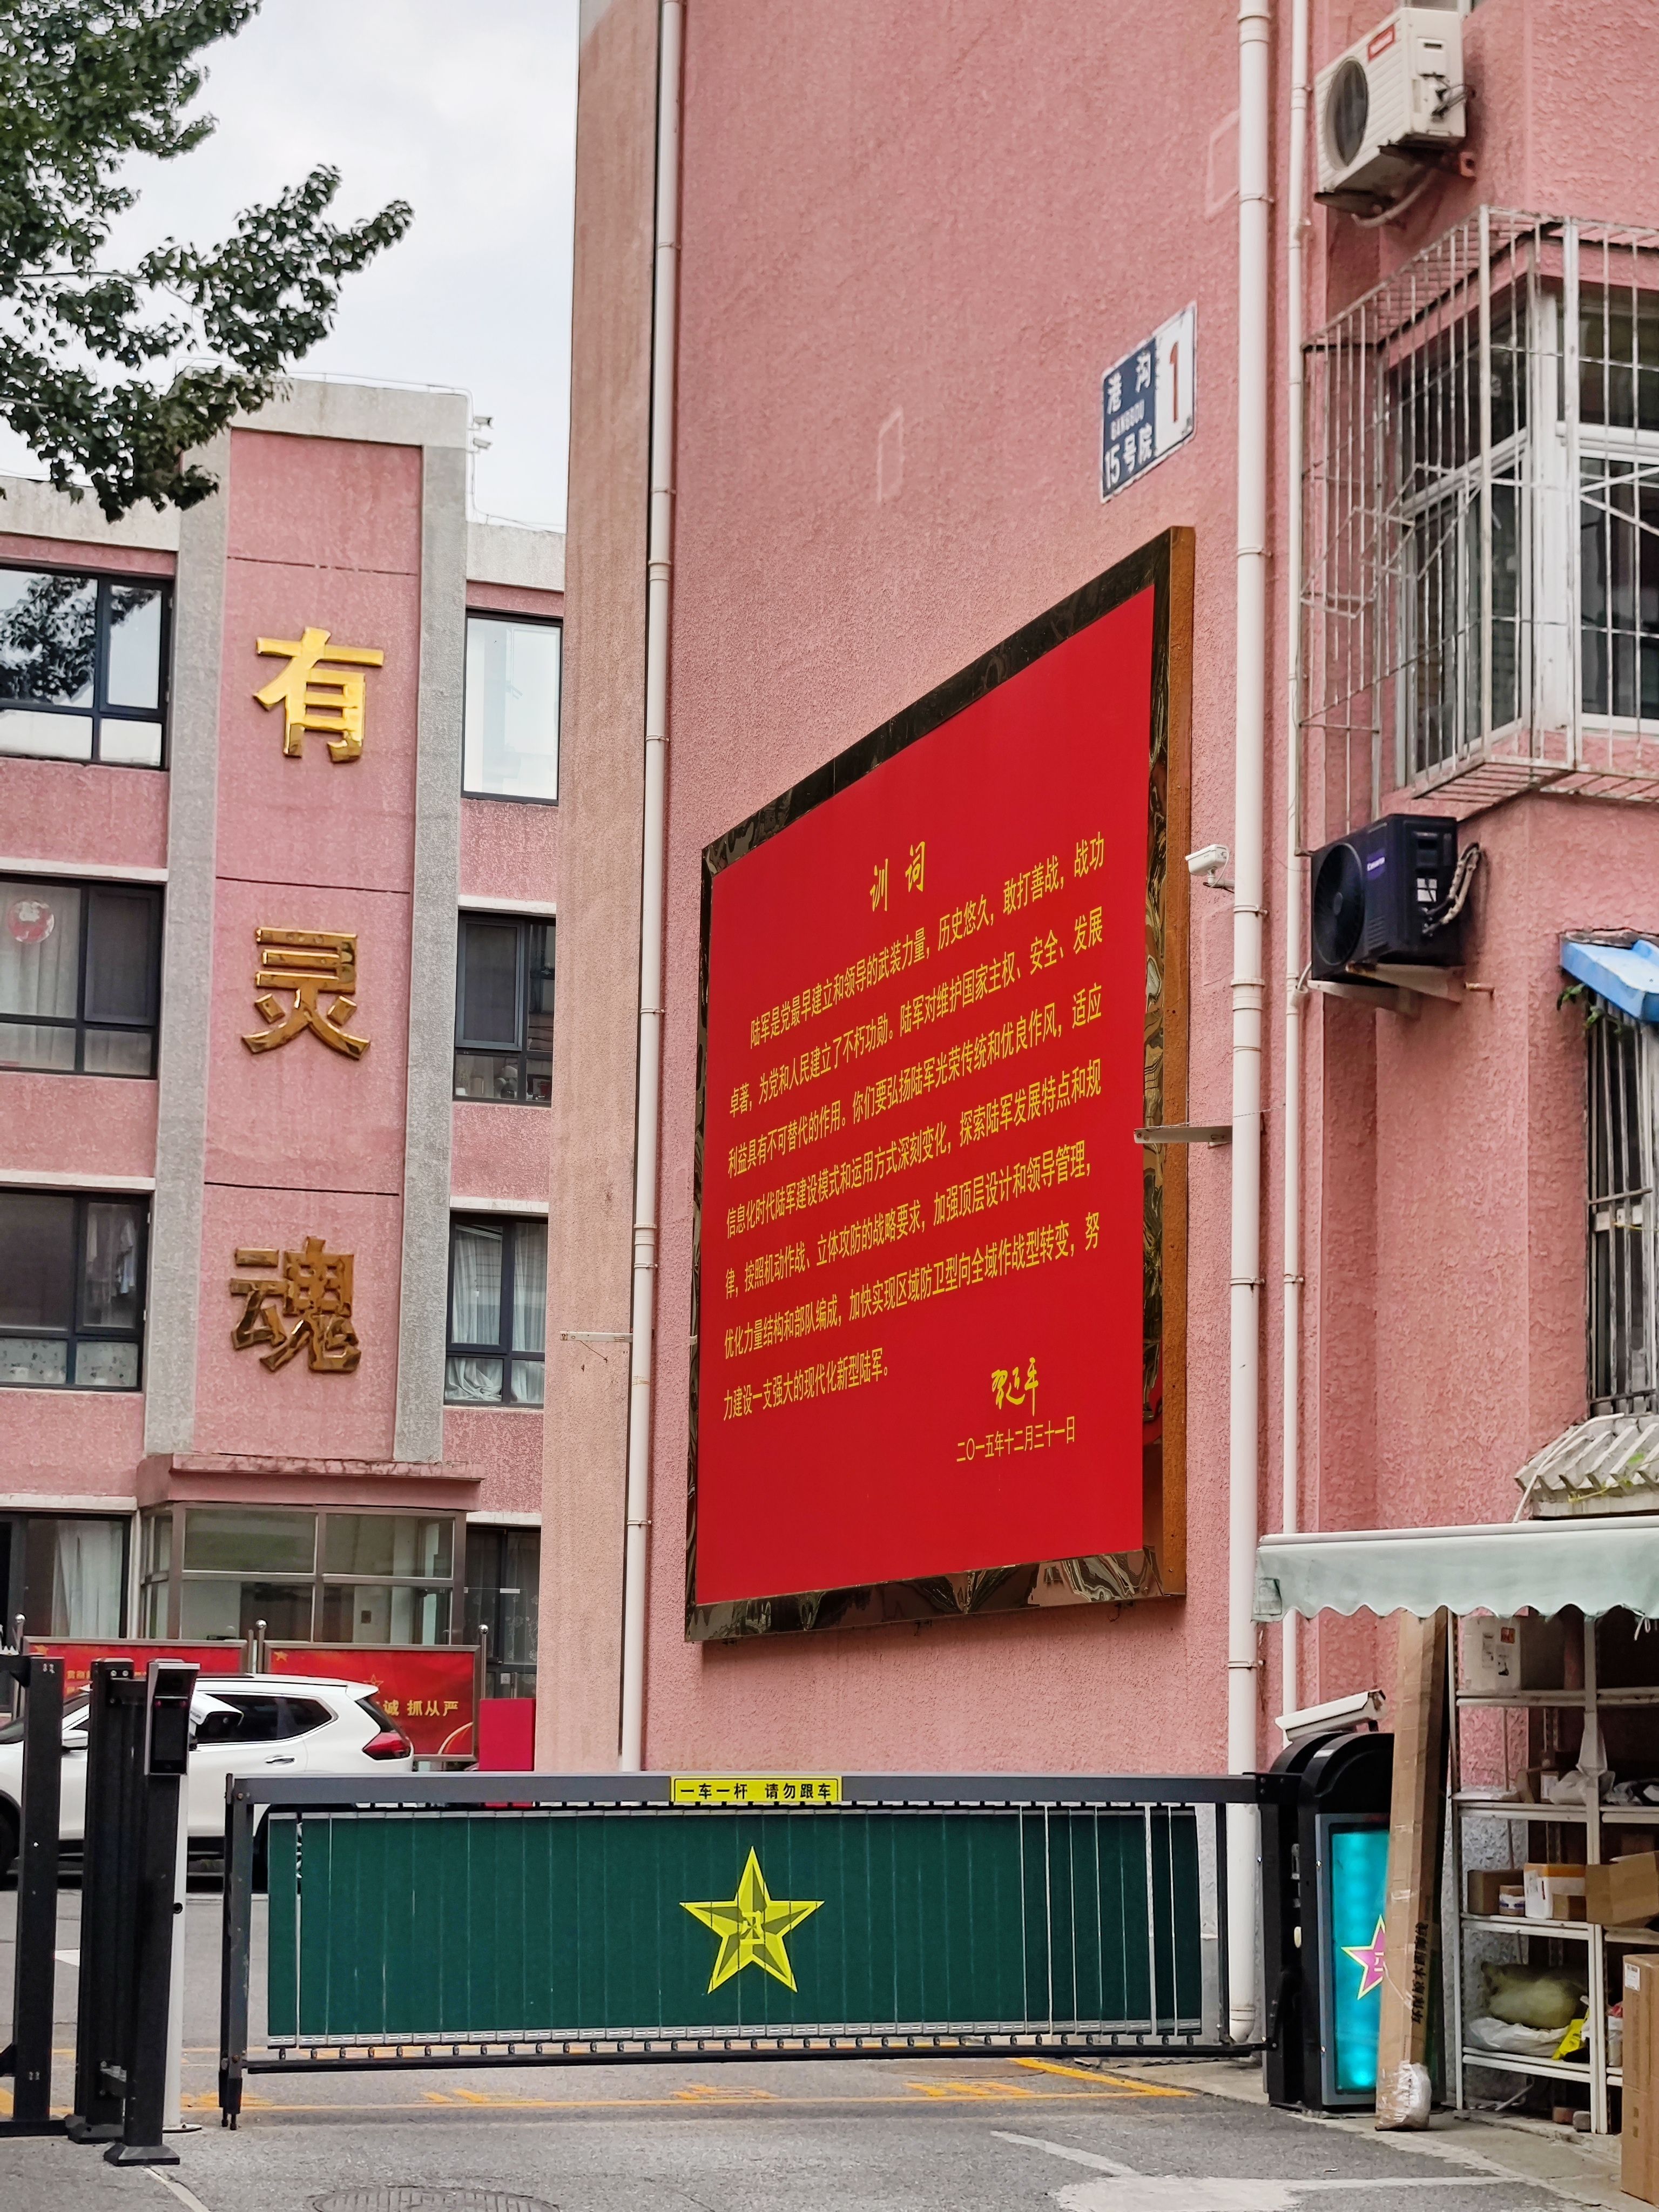 港沟
GANGGOU
15号院
1
有
灵
魂
训词
陆军是党最早建立和领导的武装力量，历史悠久，敢打善战，战功
卓著，为党和人民建立了不朽功勋。陆军对维护国家主权、安全、发展
利益具有不可替代的作用。你们要弘扬陆军光荣传统和优良作风，适应
信息化时代陆军建设模式和运用方式深刻变化，探索陆军发展特点和规
律，按照机动作战、立体攻防的战略要求，加强顶层设计和领导管理，
优化力量结构和部队编成，加快实现区域防卫型向全域作战型转变，努
力建设一支强大的现代化新型陆军。
习近平
二〇一五年十二月三十一日
诚 抓从严
一车一杆 请勿跟车
八一